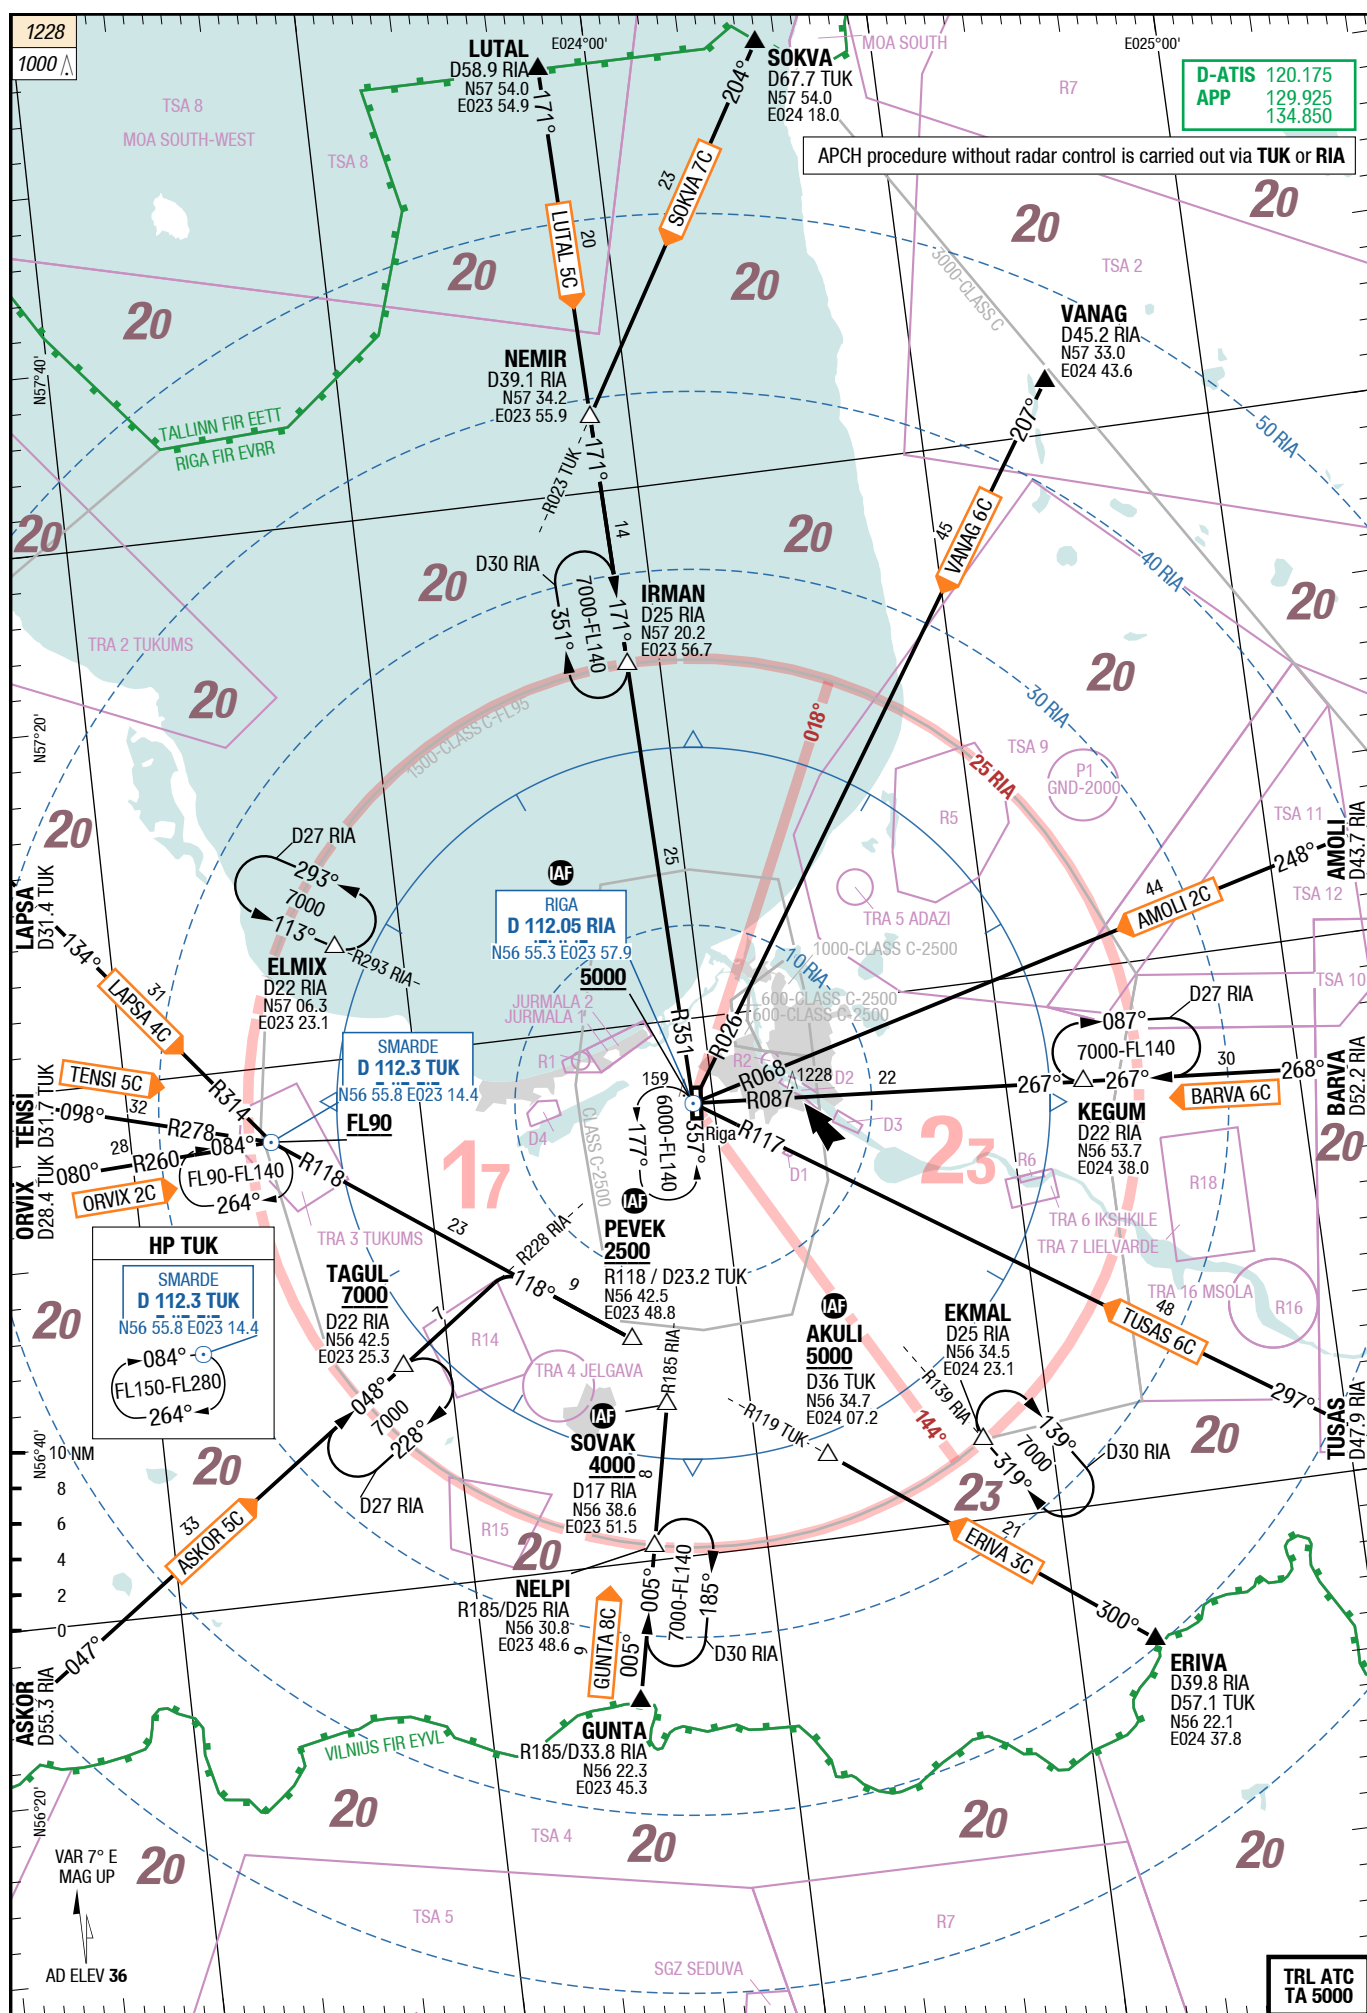 1228
1000
LUTAL
D58.9 RIA
N57 54.0
E023 54.9
E024°00'
SOKVA
D67.7 TUK
N57 54.0
E024 18.0
MOA SOUTH
E025°00'
R7
D-ATIS 120.175
APP 129.925
134.850
APCH procedure without radar control is carried out via TUK or RIA
TSA 8
MOA SOUTH-WEST
TSA 8
171°
204°
23
SOKVA 7C
20
LUTAL 5C
20
20
20
20
20
3000-CLASS C
TSA 2
VANAG
D45.2 RIA
N57 33.0
E024 43.6
207°
NEMIR
D39.1 RIA
N57 34.2
E023 55.9
N57°40'
TALLINN FIR EETT
RIGA FIR EVRR
50 RIA
R023 TUK
171°
14
45
VANAG 6C
20
20
20
40 RIA
20
D30 RIA
7000-FL140
351°
171°
IRMAN
D25 RIA
N57 20.2
E023 56.7
TRA 2 TUKUMS
20
20
30 RIA
N57°20'
1500-CLASS C-FL95
018°
25 RIA
TSA 9
P1
GND-2000
R5
TSA 11
AMOLI
D43.7 RIA
248°
44
AMOLI 2C
TSA 12
20
D27 RIA
293°
7000
113°
R293 RIA
ELMIX
D22 RIA
N57 06.3
E023 23.1
25
IAF
RIGA
D 112.05 RIA
N56 55.3 E023 57.9
5000
TRA 5 ADAZI
1000-CLASS C-2500
10 RIA
600-CLASS C-2500
600-CLASS C-2500
TSA 10
LAPSA
D31.4 TUK
134°
31
LAPSA 4C
R314
JURMALA 2
JURMALA 1
R1
R351
R026
R068
R087
R2
1228
D2
22
D27 RIA
087°
7000-FL140
267°
267°
30
268°
BARVA 6C
BARVA
D52.2 RIA
KEGUM
D22 RIA
N56 53.7
E024 38.0
SMARDE
D 112.3 TUK
N56 55.8 E023 14.4
FL90
TENSI 5C
TENSI
D31.7 TUK
098°
32
R278
084°
28
080°
R260
FL90-FL140
264°
ORVIX 2C
ORVIX
D28.4 TUK
R118
D4
159
177°
6000-FL140
357°
Riga
R117
D1
D3
17
23
CLASS C-2500
R6
R18
TRA 6 IKSHKILE
TRA 7 LIELVARDE
TRA 16 MSOLA
R16
20
TRA 3 TUKUMS
23
R228 RIA
IAF
PEVEK
2500
R118 / D23.2 TUK
N56 42.5
E023 48.8
118°
9
HP TUK
SMARDE
D 112.3 TUK
N56 55.8 E023 14.4
084°
FL150-FL280
264°
20
TAGUL
7000
D22 RIA
N56 42.5
E023 25.3
7
R14
TRA 4 JELGAVA
R185 RIA
IAF
AKULI
5000
D36 TUK
N56 34.7
E024 07.2
EKMAL
D25 RIA
N56 34.5
E024 23.1
48
TUSAS 6C
297°
TUSAS
D47.9 RIA
20
048°
7000
228°
D27 RIA
R119 TUK
R139 RIA
144°
139°
7000
319°
D30 RIA
IAF
SOVAK
4000
D17 RIA
N56 38.6
E023 51.5
8
N56°40'
10 NM
8
6
4
2
0
20
33
ASKOR 5C
R15
20
23
21
ERIVA 3C
NELPI
R185/D25 RIA
N56 30.8
E023 48.6
005°
7000-FL140
185°
D30 RIA
9
GUNTA 8C
005°
300°
ERIVA
D39.8 RIA
D57.1 TUK
N56 22.1
E024 37.8
047°
ASKOR
D55.3 RIA
VILNIUS FIR EYVL
GUNTA
R185/D33.8 RIA
N56 22.3
E023 45.3
N56°20'
20
TSA 4
20
20
20
20
VAR 7° E
MAG UP
AD ELEV 36
TSA 5
R7
SGZ SEDUVA
TRL ATC
TA 5000